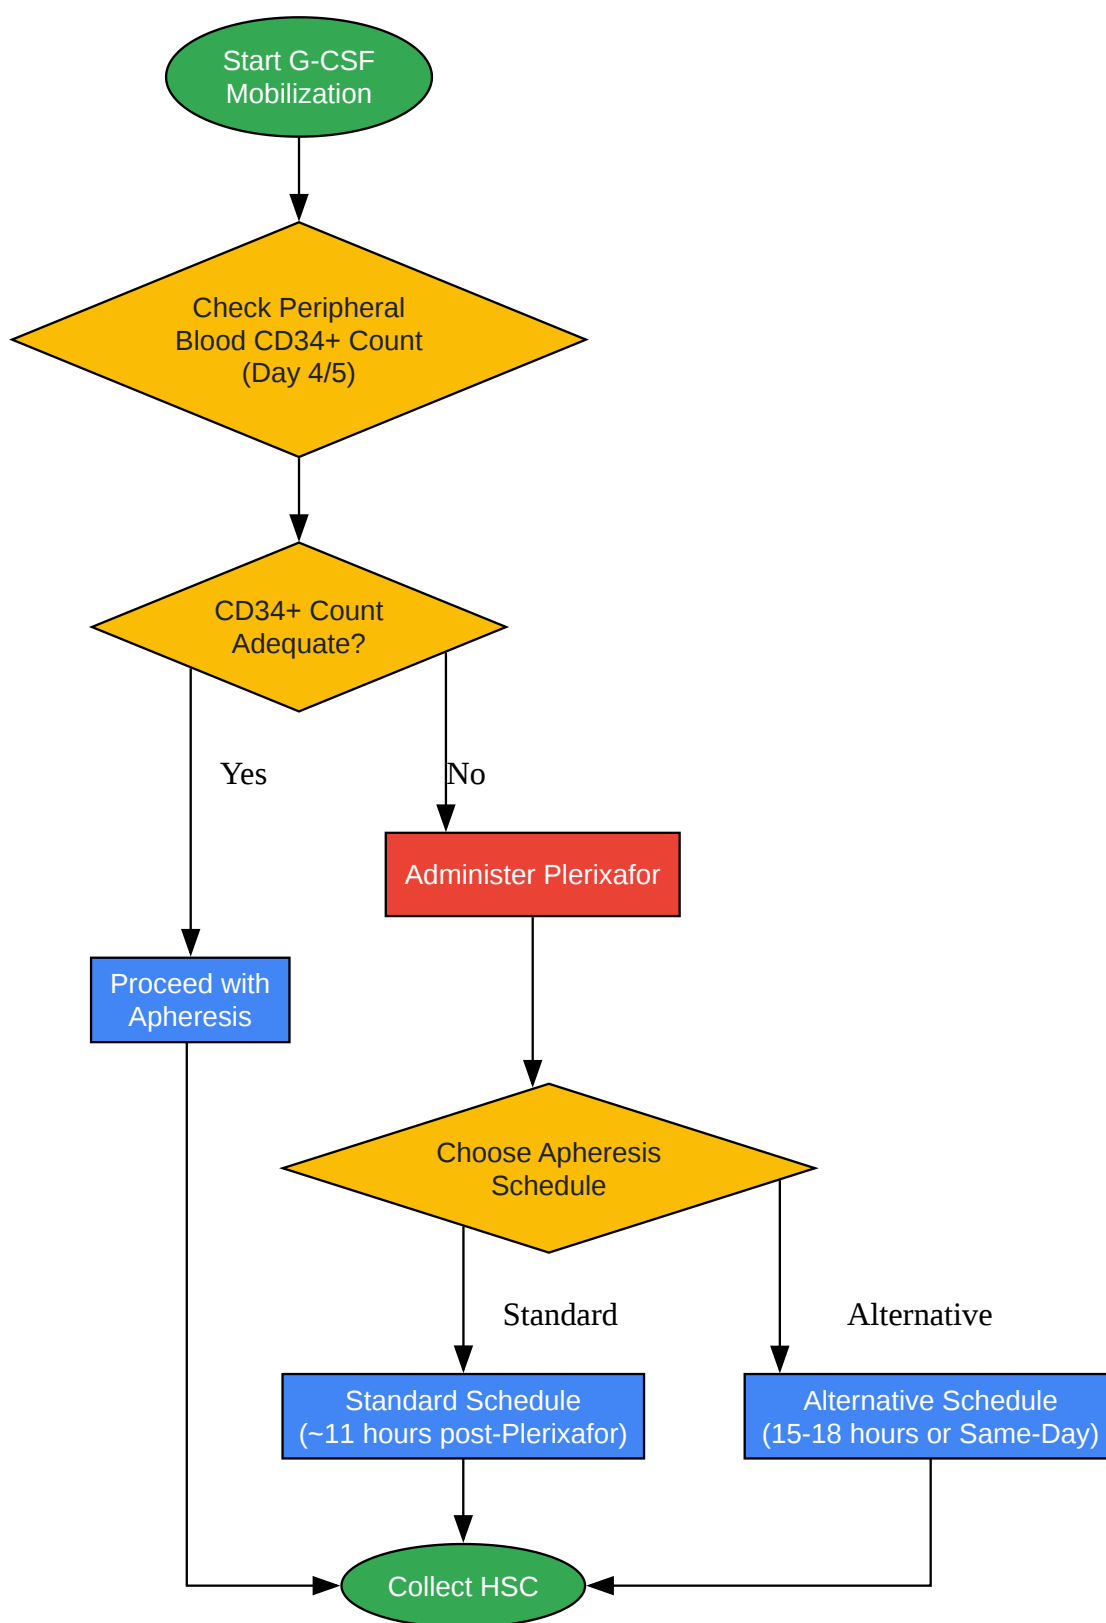 Start G-CSF
Mobilization
Check Peripheral
Blood CD34+ Count
(Day 4/5)
CD34+ Count
Adequate?
Yes
No
Administer Plerixafor
Proceed with
Apheresis
Choose Apheresis
Schedule
Standard
Alternative
Standard Schedule
(~11 hours post-Plerixafor)
Alternative Schedule
(15-18 hours or Same-Day)
Collect HSC